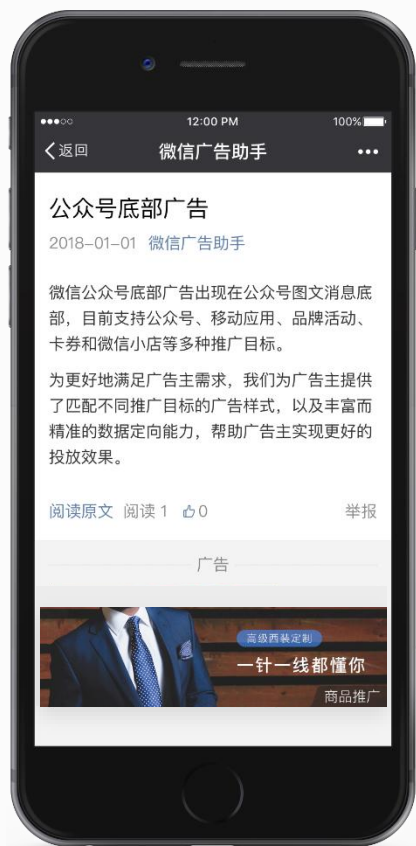 12:00 PM
100%
返回
微信广告助手
公众号底部广告
2018-01-01 微信广告助手
微信公众号底部广告出现在公众号图文消息底
部，目前支持公众号、移动应用、品牌活动、
卡券和微信小店等多种推广目标。
为更好地满足广告主需求，我们为广告主提供
了匹配不同推广目标的广告样式，以及丰富而
精准的数据定向能力，帮助广告主实现更好的
投放效果。
阅读原文 阅读 1 0 举报
广告
高级西装定制
一针一线都懂你
商品推广